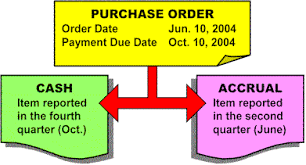 PURCHASE ORDER
Order Date Jun. 10, 2004
Payment Due Date Oct. 10, 2004
CASH
Item reported
in the fourth
quarter (Oct.)
ACCRUAL
Item reported
in the second
quarter (June)